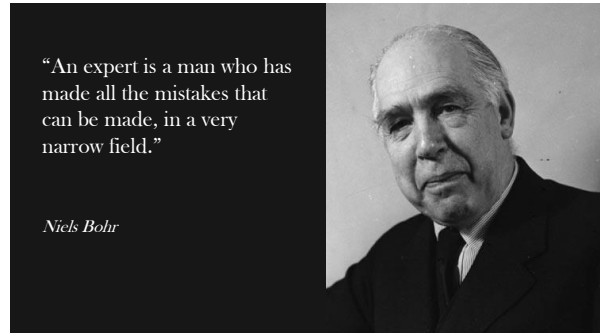 “An expert is a man who has
made all the mistakes that
can be made, in a very
narrow field.”
Niels Bohr